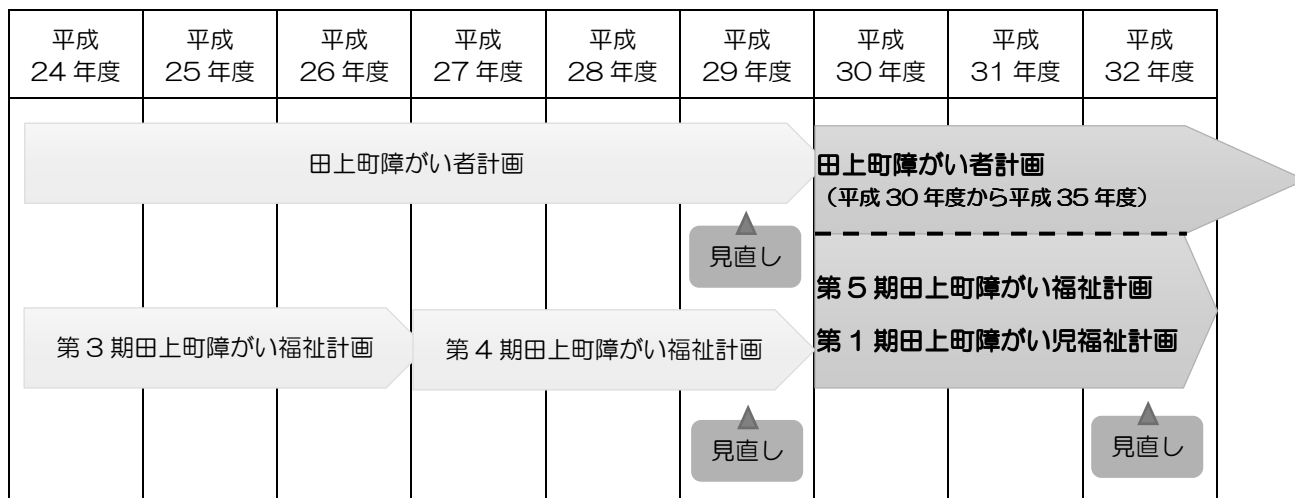 平成
24 年度
平成
25 年度
平成
26 年度
平成
27 年度
平成
28 年度
平成
29 年度
平成
30 年度
平成
31 年度
平成
32 年度
田上町障がい者計画
田上町障がい者計画
（平成 30 年度から平成 35 年度）
見直し
第 5 期田上町障がい福祉計画
第 1 期田上町障がい児福祉計画
第 3 期田上町障がい福祉計画
第 4 期田上町障がい福祉計画
見直し
見直し